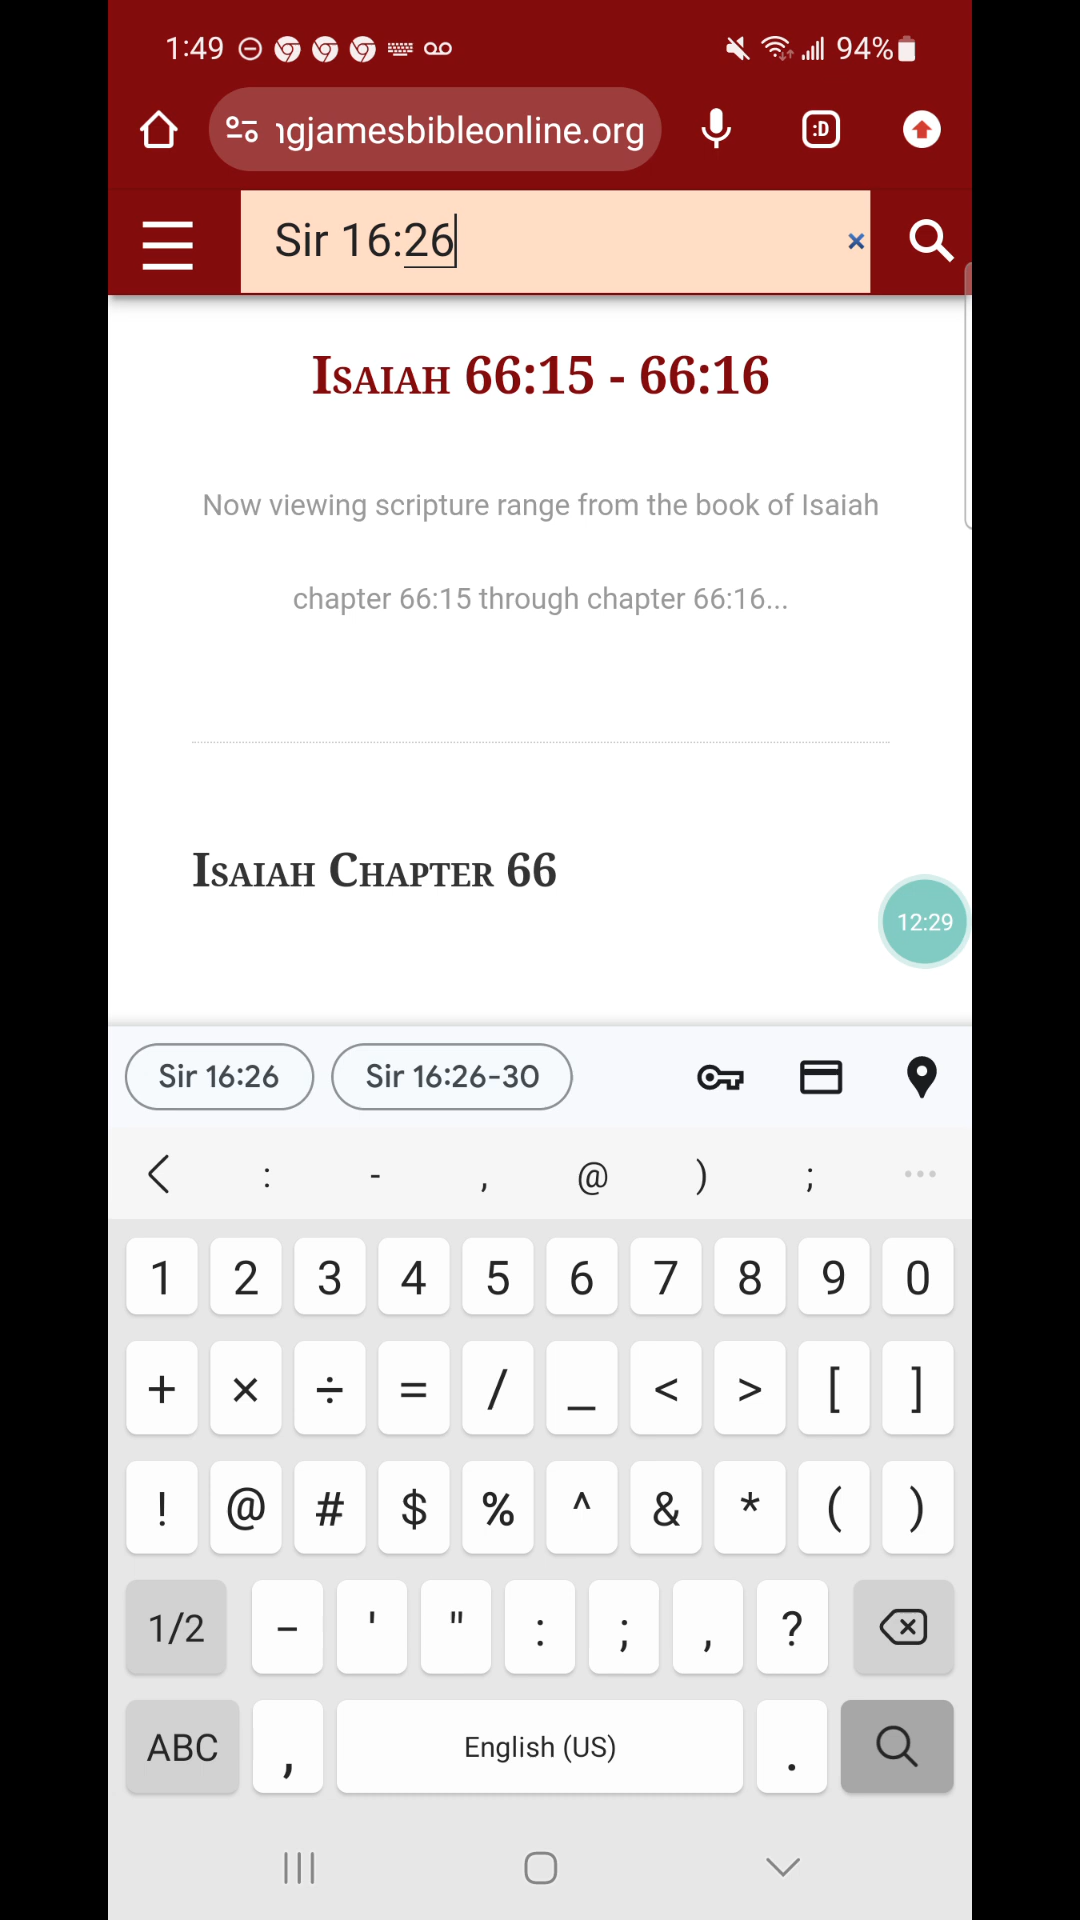 1:49
94%
ngjamesbibleonline.org
:D
Sir 16:26
×
Isaiah 66:15 - 66:16
Now viewing scripture range from the book of Isaiah
chapter 66:15 through chapter 66:16...
Isaiah Chapter 66
12:29
Sir 16:26 Sir 16:26-30
: - , @ ) ; ...
1 2 3 4 5 6 7 8 9 0
+ × ÷ = / _ < > [ ]
! @ # $ % ^ & * ( )
1/2 - ' " : ; , ?
ABC , English (US) .